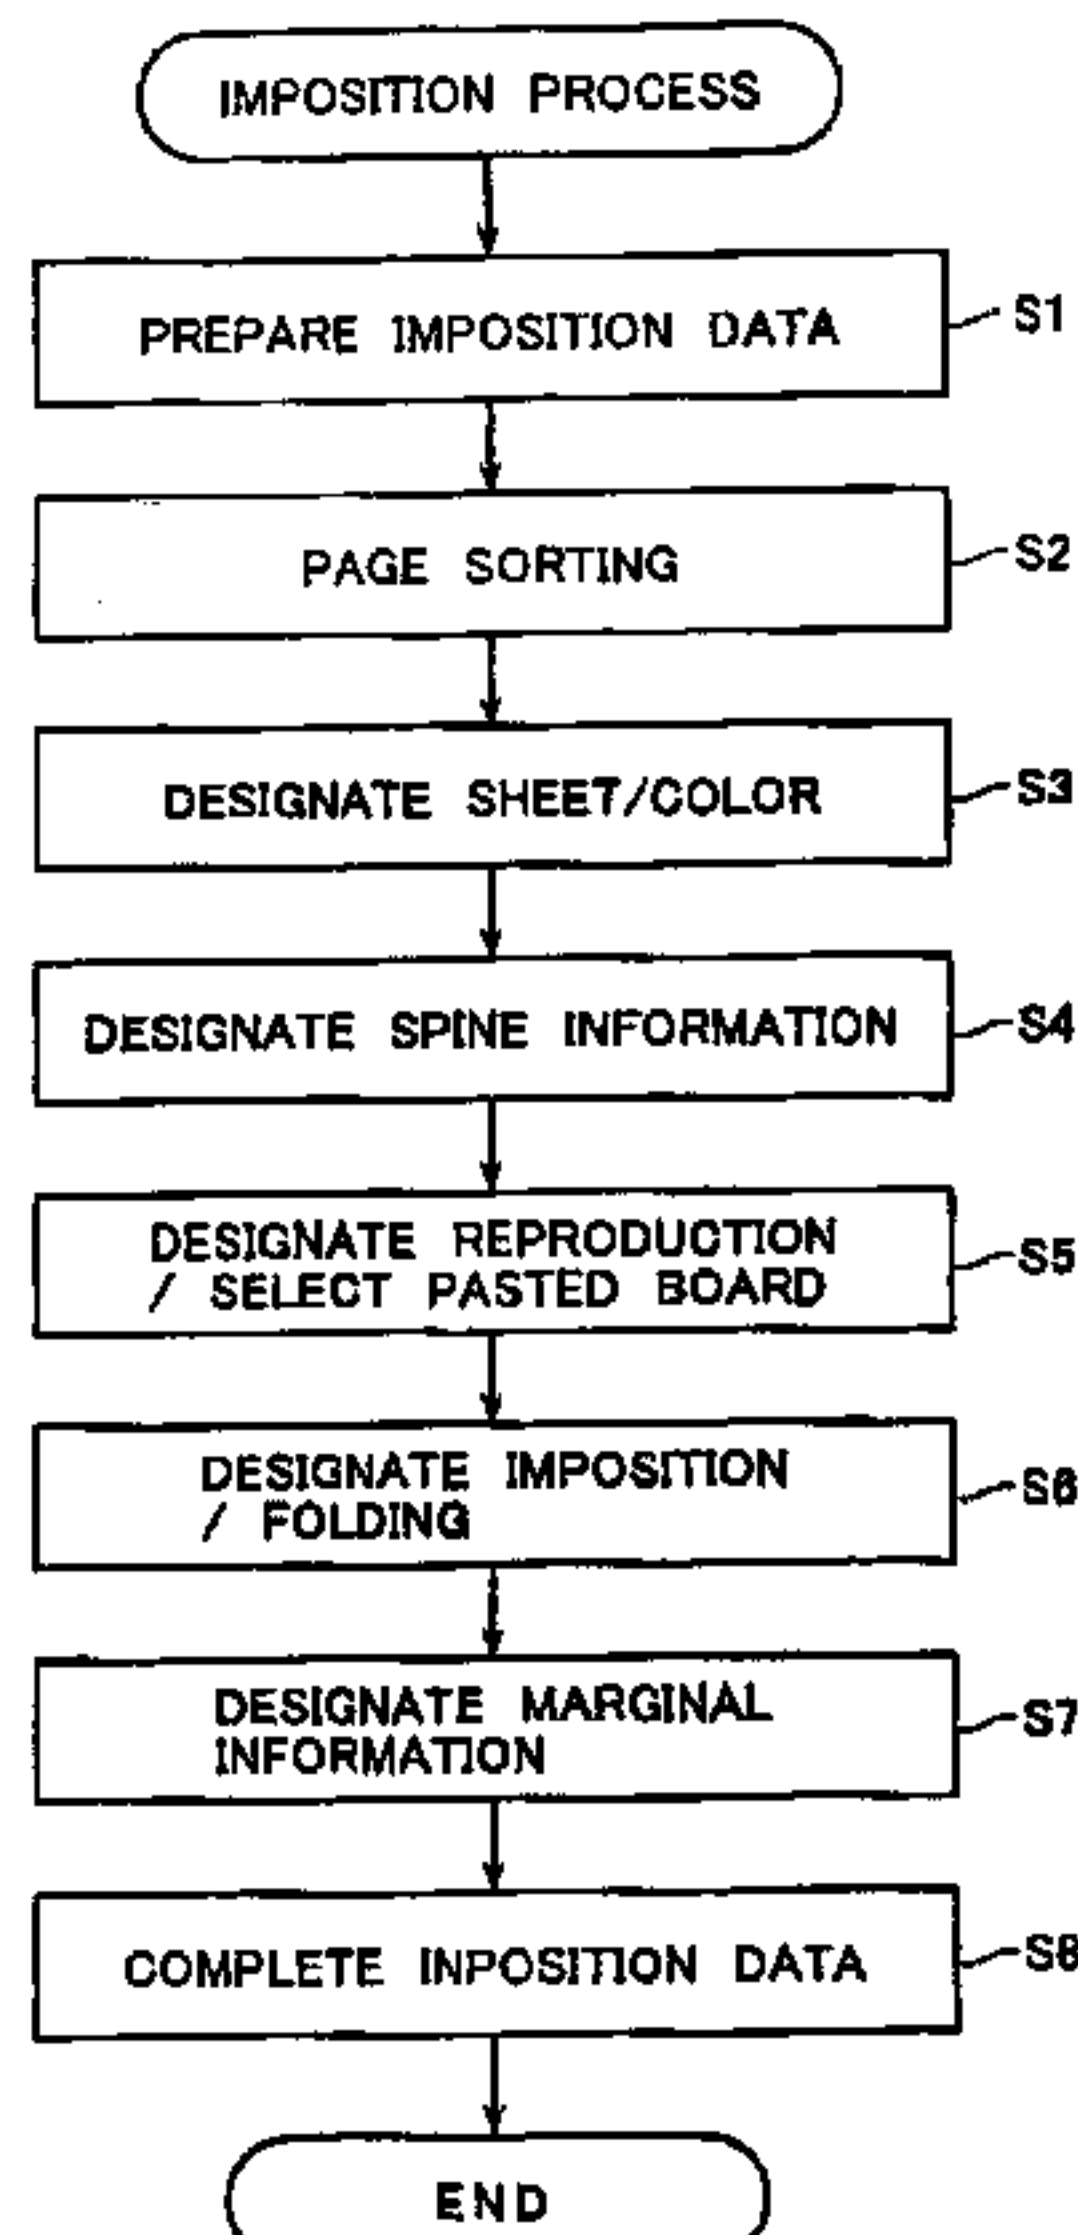 IMPOSITION PROCESS
PREPARE IMPOSITION DATA
S1
PAGE SORTING
S2
DESIGNATE SHEET/COLOR
S3
DESIGNATE SPINE INFORMATION
S4
DESIGNATE REPRODUCTION
/ SELECT PASTED BOARD
S5
DESIGNATE IMPOSITION
/ FOLDING
S6
DESIGNATE MARGINAL
INFORMATION
S7
COMPLETE INPOSITION DATA
S8
END